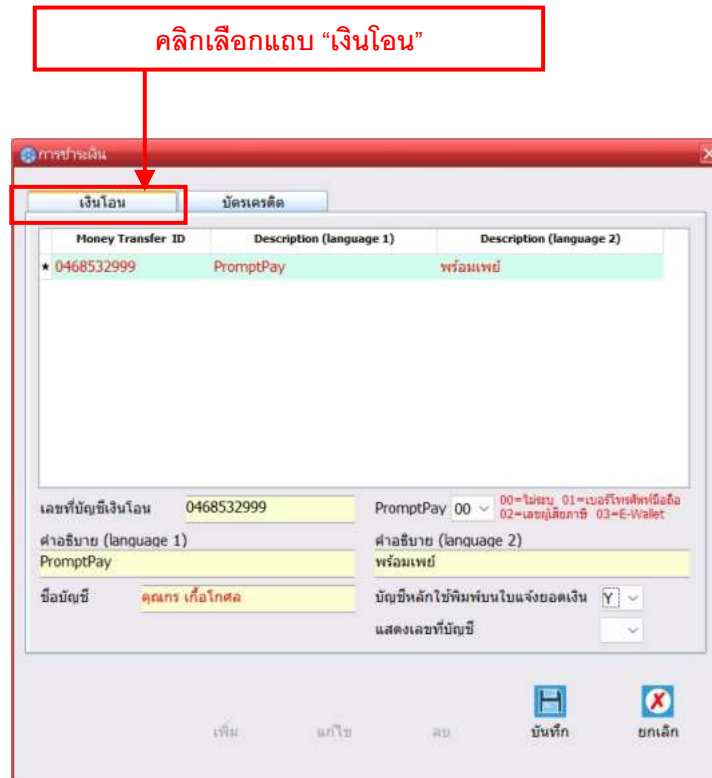 คลิกเลือกแถบ “เงินโอน”
การชำระเงิน
เงินโอน บัตรเครดิต
Money Transfer ID Description (language 1) Description (language 2)
★ 0468532999 PromptPay พร้อมเพย์
เลขที่บัญชีเงินโอน 0468532999 PromptPay 00 00=ไม่ระบุ 01=เบอร์โทรศัพท์มือถือ
02=เลขผู้เสียภาษี 03=E-Wallet
คำอธิบาย (language 1) คำอธิบาย (language 2)
PromptPay พร้อมเพย์
ชื่อบัญชี คุณกร เกื้อโกศล บัญชีหลักใช้พิมพ์บนใบแจ้งยอดเงิน Y
แสดงเลขที่บัญชี
เพิ่ม แก้ไข ลบ บันทึก ยกเลิก